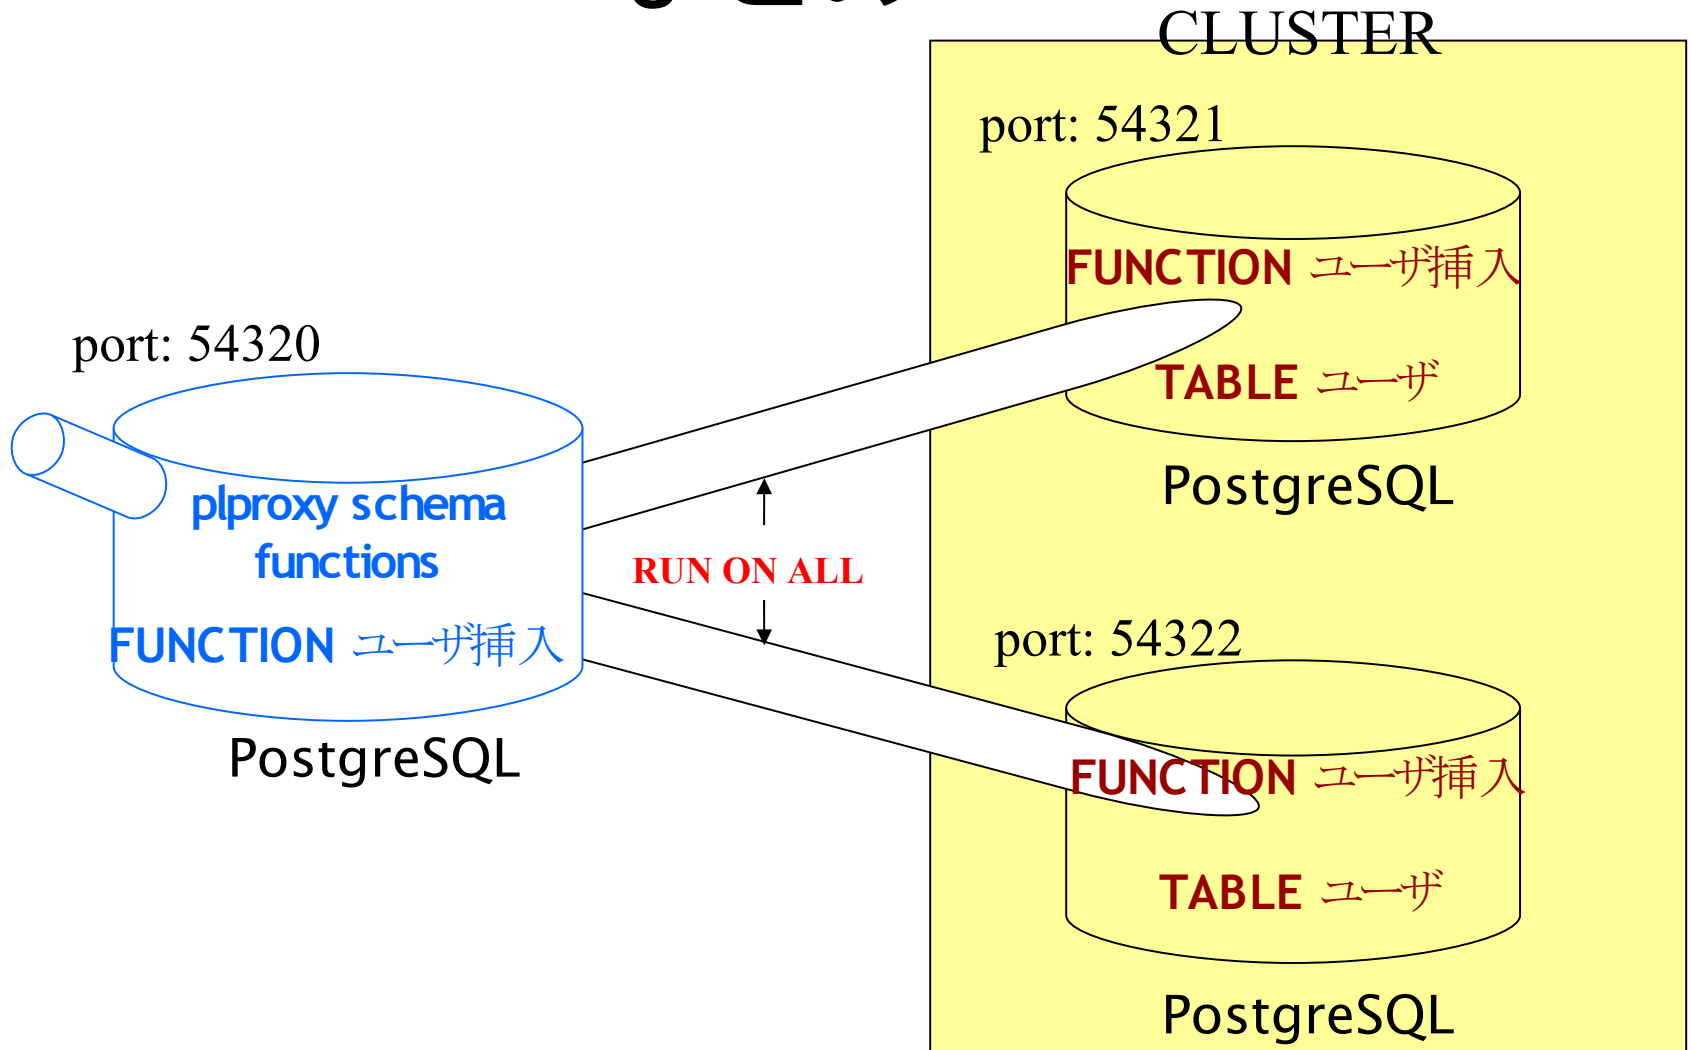 CLUSTER
port: 54321
FUNCTION ユーザ挿入
TABLE ユーザ
PostgreSQL
port: 54320
plproxy schema
functions
FUNCTION ユーザ挿入
PostgreSQL
RUN ON ALL
port: 54322
FUNCTION ユーザ挿入
TABLE ユーザ
PostgreSQL